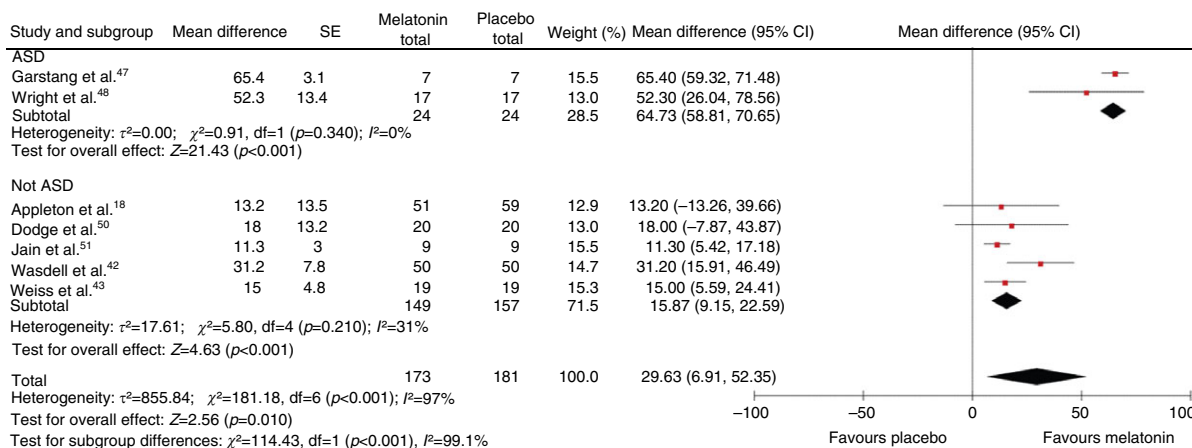 Study and subgroup Mean difference SE Melatonin total Placebo total Weight (%) Mean difference (95% CI) Mean difference (95% CI)
ASD
Garstang et al.47 65.4 3.1 7 7 15.5 65.40 (59.32, 71.48)
Wright et al.48 52.3 13.4 17 17 13.0 52.30 (26.04, 78.56)
Subtotal 24 24 28.5 64.73 (58.81, 70.65)
Heterogeneity: τ²=0.00; χ²=0.91, df=1 (p=0.340); I²=0%
Test for overall effect: Z=21.43 (p<0.001)
Not ASD
Appleton et al.18 13.2 13.5 51 59 12.9 13.20 (−13.26, 39.66)
Dodge et al.50 18 13.2 20 20 13.0 18.00 (−7.87, 43.87)
Jain et al.51 11.3 3 9 9 15.5 11.30 (5.42, 17.18)
Wasdell et al.42 31.2 7.8 50 50 14.7 31.20 (15.91, 46.49)
Weiss et al.43 15 4.8 19 19 15.3 15.00 (5.59, 24.41)
Subtotal 149 157 71.5 15.87 (9.15, 22.59)
Heterogeneity: τ²=17.61; χ²=5.80, df=4 (p=0.210); I²=31%
Test for overall effect: Z=4.63 (p<0.001)
Total 173 181 100.0 29.63 (6.91, 52.35)
Heterogeneity: τ²=855.84; χ²=181.18, df=6 (p<0.001); I²=97%
Test for overall effect: Z=2.56 (p=0.010)
Test for subgroup differences: χ²=114.43, df=1 (p<0.001), I²=99.1%
−100 −50 0 50 100
Favours placebo Favours melatonin